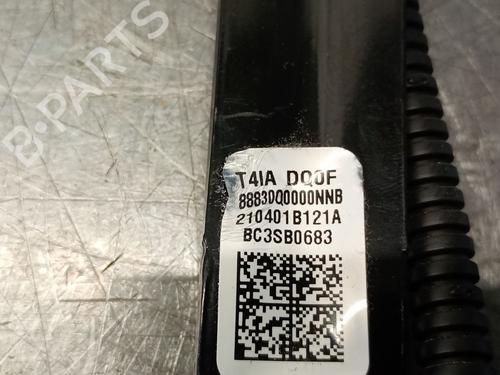 B-PARTS
T4IA DQ0F
8883DQ0000NNB
210401B121A
BC3SB0683